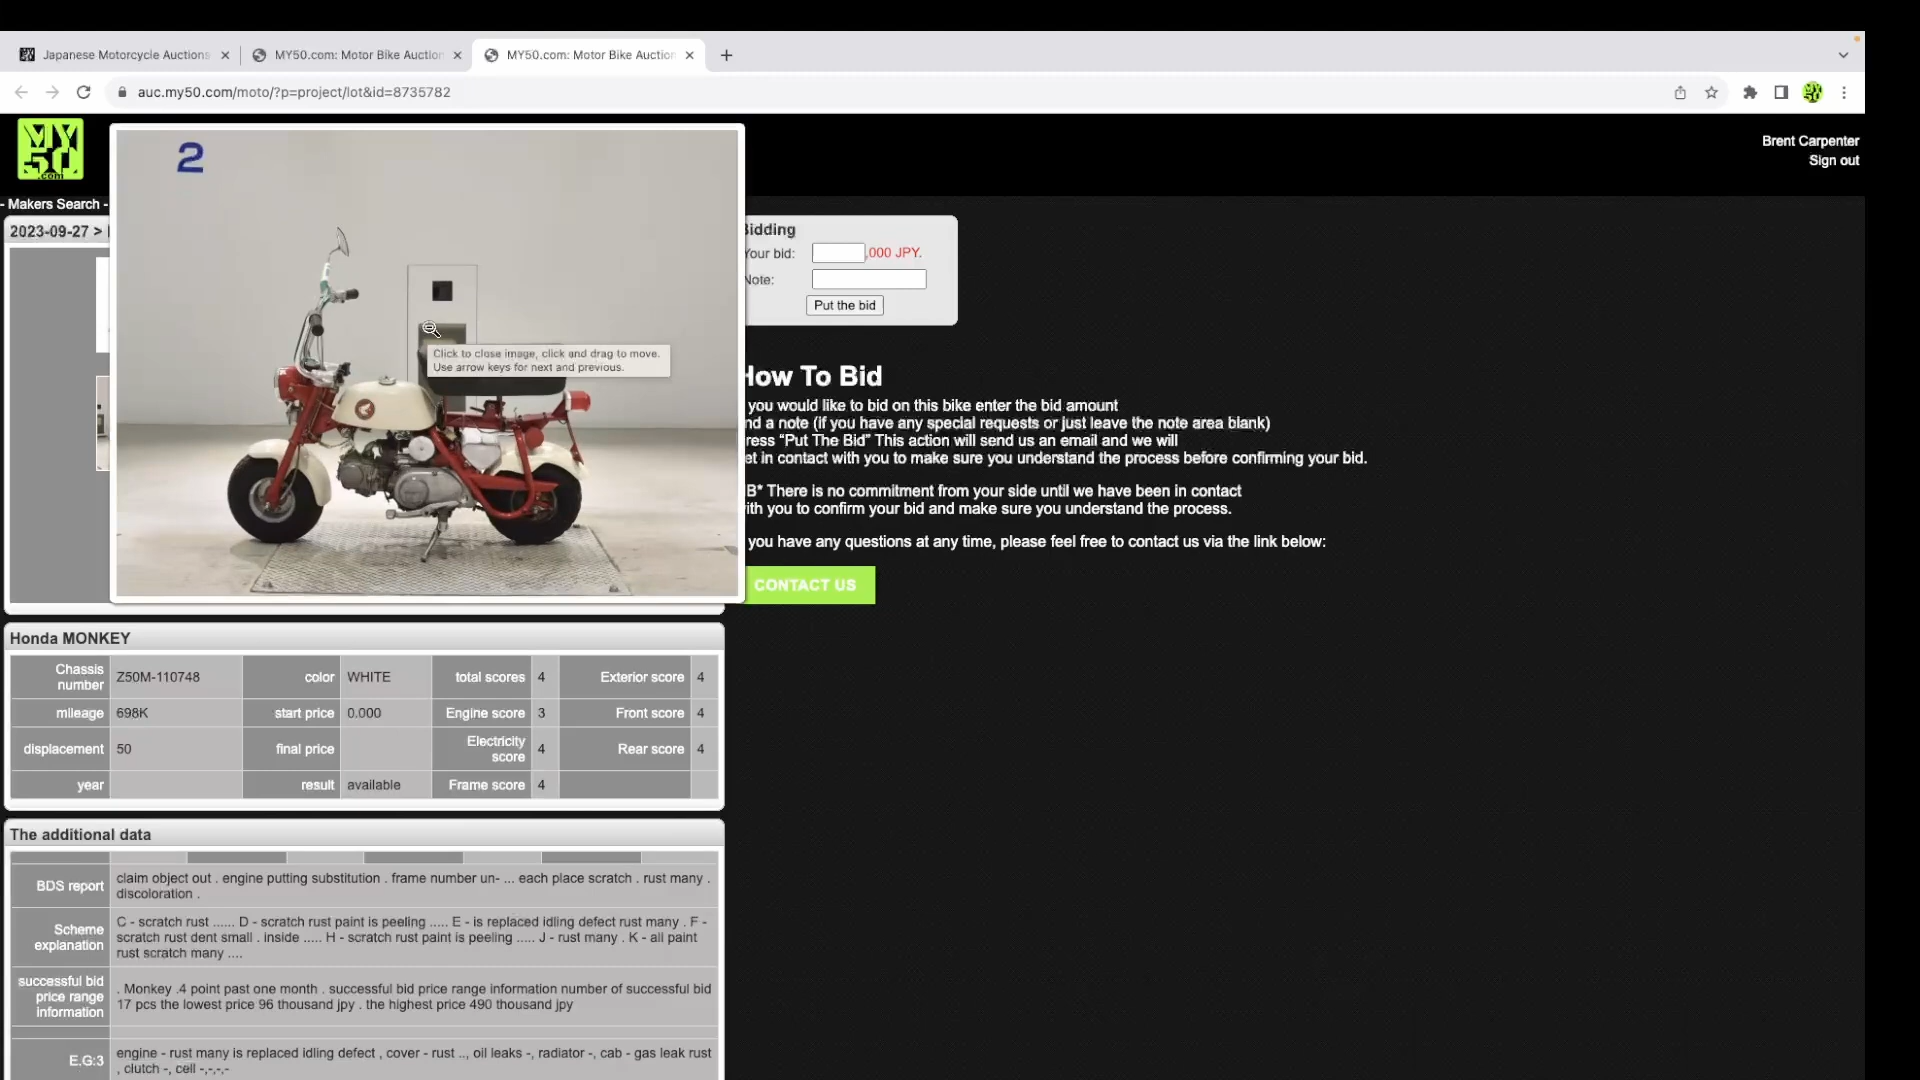 Japanese Motorcycle Auctions
MY50.com: Motor Bike Auction
MY50.com: Motor Bike Auction
auc.my50.com/moto/?p=project/lot&id=8735782
MY
50
.com
Brent Carpenter
Sign out
- Makers Search -
2023-09-27 >
2
Click to close image, click and drag to move.
Use arrow keys for next and previous.
Bidding
Your bid: ,000 JPY.
Note:
Put the bid
How To Bid
you would like to bid on this bike enter the bid amount
nd a note (if you have any special requests or just leave the note area blank)
ress “Put The Bid” This action will send us an email and we will
et in contact with you to make sure you understand the process before confirming your bid.
B* There is no commitment from your side until we have been in contact
ith you to confirm your bid and make sure you understand the process.
you have any questions at any time, please feel free to contact us via the link below:
CONTACT US
Honda MONKEY
Chassis number Z50M-110748 color WHITE total scores 4 Exterior score 4
mileage 698K start price 0.000 Engine score 3 Front score 4
displacement 50 final price Electricity score 4 Rear score 4
year result available Frame score 4
The additional data
BDS report claim object out . engine putting substitution . frame number un- ... each place scratch . rust many .
discoloration .
Scheme explanation C - scratch rust ...... D - scratch rust paint is peeling ..... E - is replaced idling defect rust many . F -
scratch rust dent small . inside ..... H - scratch rust paint is peeling ..... J - rust many . K - all paint
rust scratch many ....
successful bid price range information . Monkey .4 point past one month . successful bid price range information number of successful bid
17 pcs the lowest price 96 thousand jpy . the highest price 490 thousand jpy
E.G:3 engine - rust many is replaced idling defect , cover - rust .., oil leaks -, radiator -, cab - gas leak rust
, clutch -, cell -,-,-,-